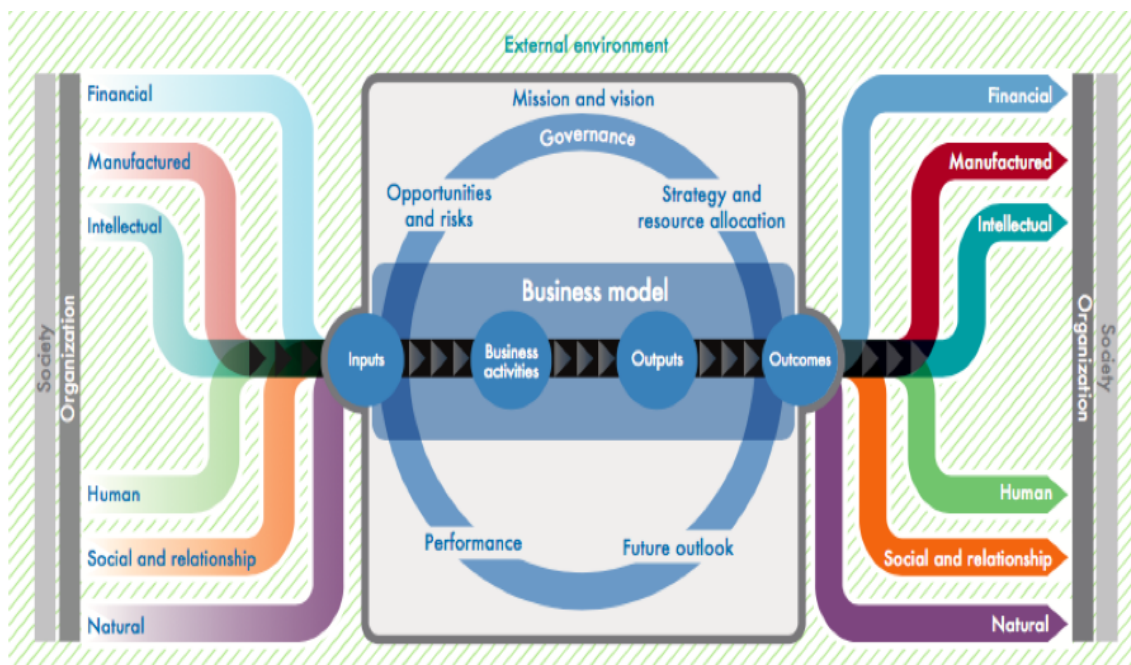 External environment
Society
Organization
Financial
Manufactured
Intellectual
Human
Social and relationship
Natural
Mission and vision
Governance
Opportunities
and risks
Strategy and
resource allocation
Business model
Inputs
Business
activities
Outputs
Outcomes
Performance
Future outlook
Financial
Manufactured
Intellectual
Human
Social and relationship
Natural
Organization
Society